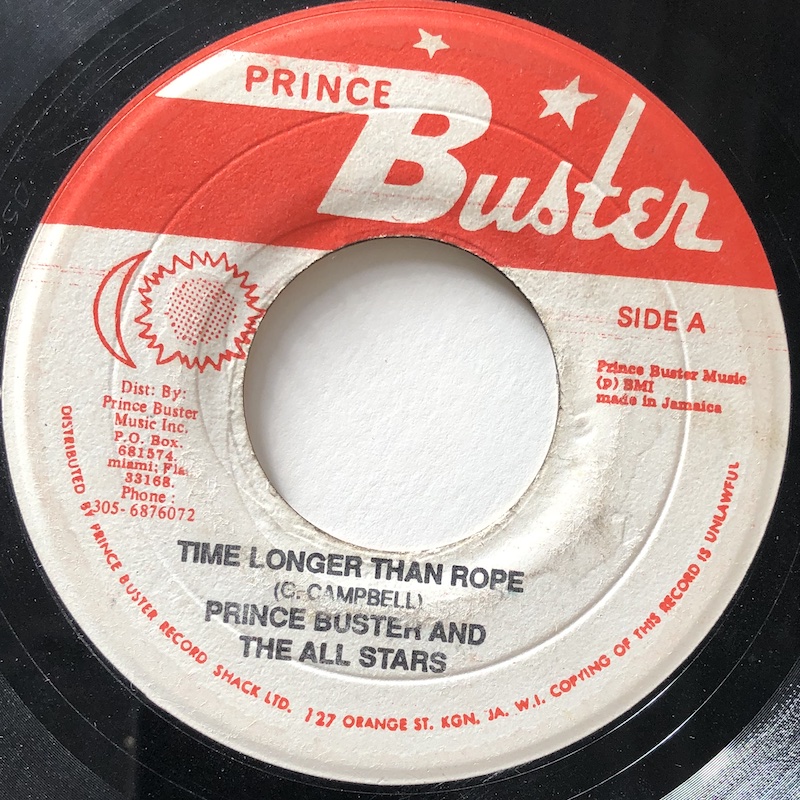 PRINCE
Buster
SIDE A
Prince Buster Music
(p) BMI
made in Jamaica
Dist: By:
Prince Buster
Music Inc.
P.O. Box.
681574.
miami; Fla.
33168.
Phone :
305- 6876072
TIME LONGER THAN ROPE
(C. CAMPBELL)
PRINCE BUSTER AND
THE ALL STARS
DISTRIBUTED BY PRINCE BUSTER RECORD SHACK LTD. 127 ORANGE ST. KGN. JA. W.I. COPYING OF THIS RECORD IS UNLAWFUL